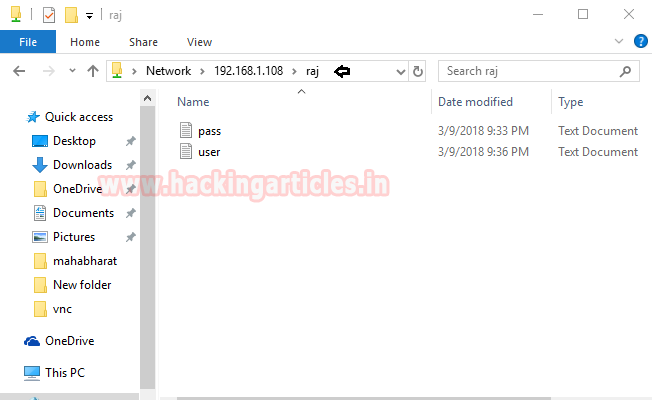 raj
File Home Share View
Network 192.168.1.108 raj Search raj
Name Date modified Type
Quick access
Desktop
Downloads
OneDrive
Documents
Pictures
mahabharat
New folder
vnc
OneDrive
This PC
pass 3/9/2018 9:33 PM Text Document
user 3/9/2018 9:36 PM Text Document
www.hackingarticles.in